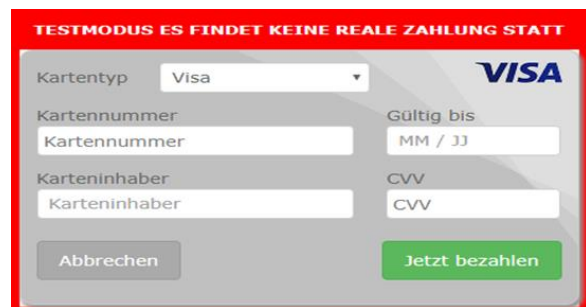 TESTMODUS ES FINDET KEINE REALE ZAHLUNG STATT
Kartentyp Visa VISA
Kartennummer Gültig bis
Kartennummer MM / JJ
Karteninhaber CVV
Karteninhaber CVV
Abbrechen Jetzt bezahlen